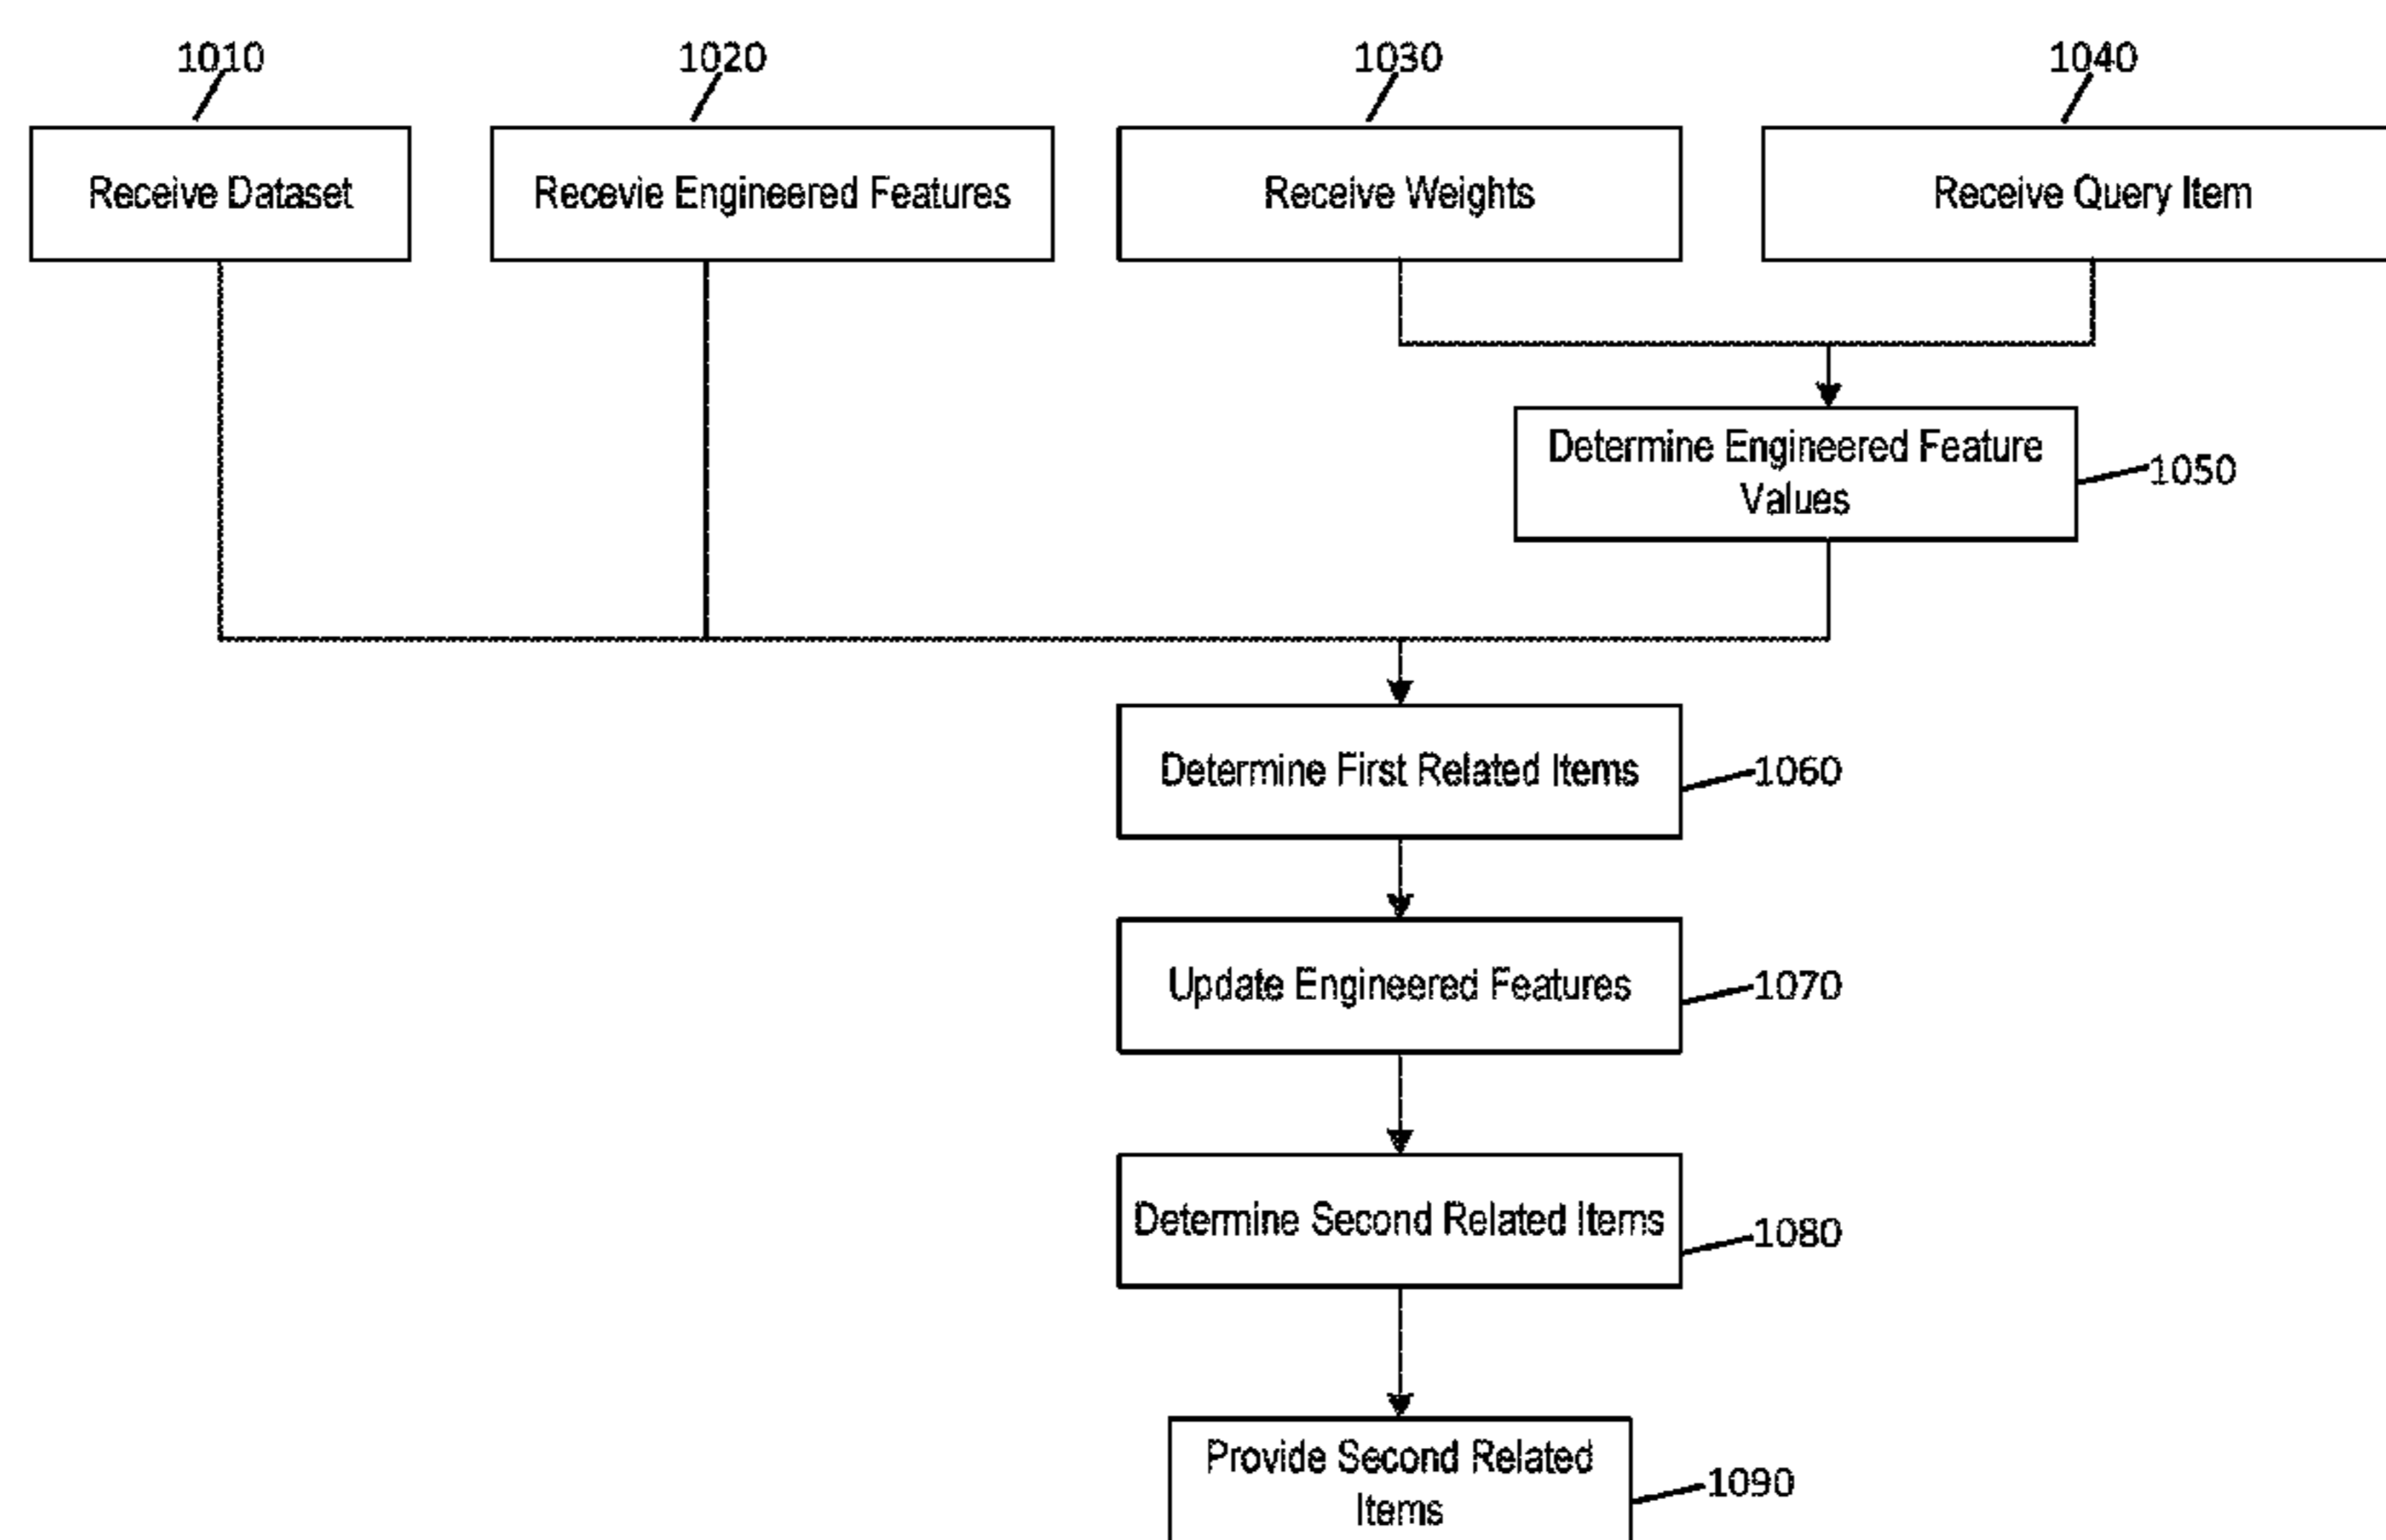 1010
1020
1030
1040
Receive Dataset
Recevie Engineered Features
Receive Weights
Receive Query Item
Determine Engineered Feature
Values
1050
Determine First Related Items
1060
Update Engineered Features
1070
Determine Second Related Items
1080
Provide Second Related
Items
1090